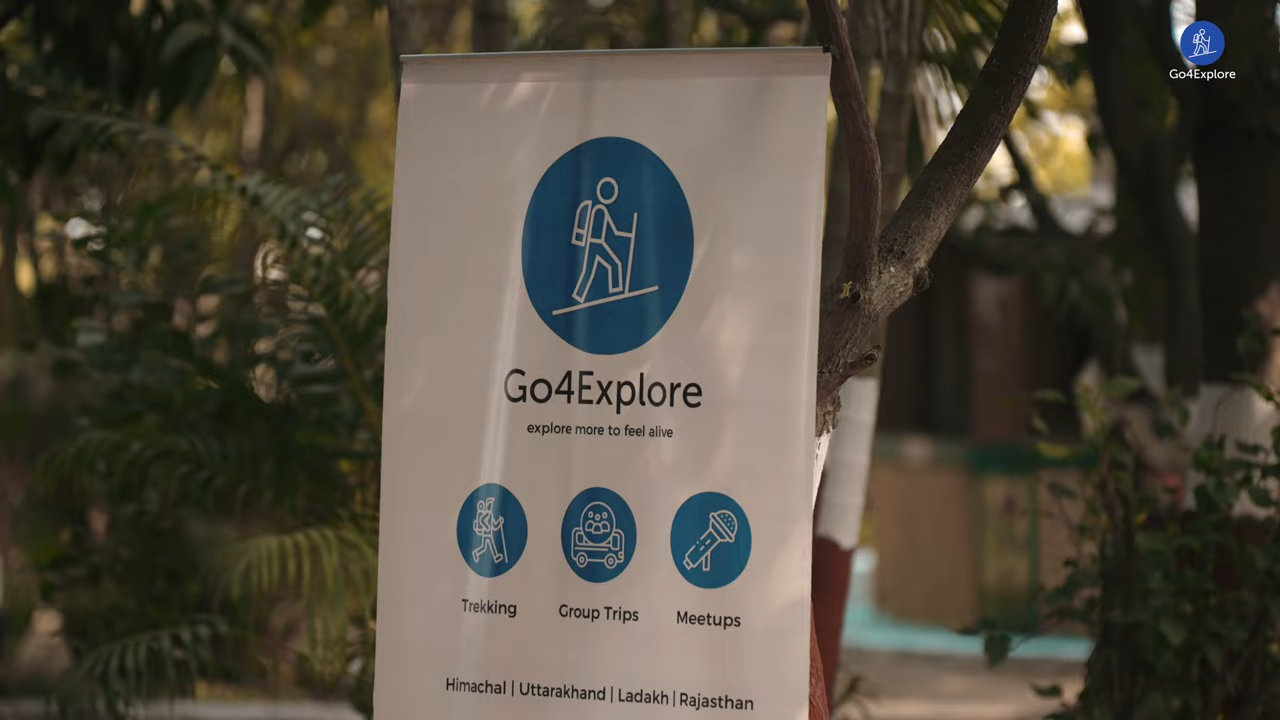 Go4Explore
Go4Explore
explore more to feel alive
Trekking
Group Trips
Meetups
Himachal | Uttarakhand | Ladakh | Rajasthan